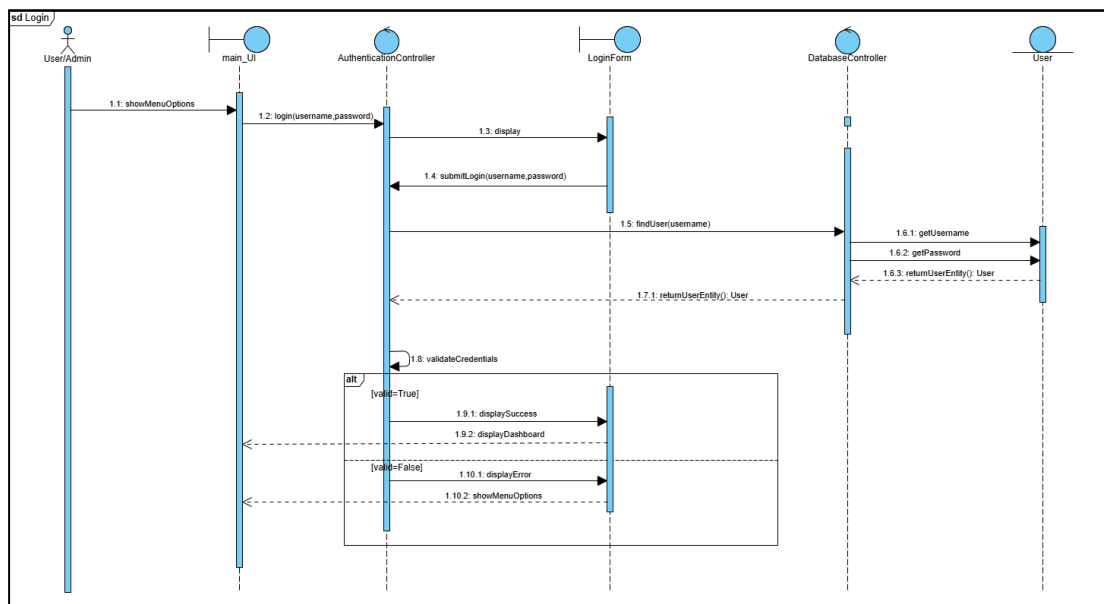 sd Login
User/Admin
main_UI
AuthenticationController
LoginForm
DatabaseController
User
1.1: showMenuOptions
1.2: login(username,password)
1.3: display
1.4: submitLogin(username,password)
1.5: findUser(username)
1.6.1: getUsername
1.6.2: getPassword
1.6.3: returnUserEntity(): User
1.7.1: returnUserEntity(): User
1.8: validateCredentials
alt
[valid=True]
1.9.1: displaySuccess
1.9.2: displayDashboard
[valid=False]
1.10.1: displayError
1.10.2: showMenuOptions